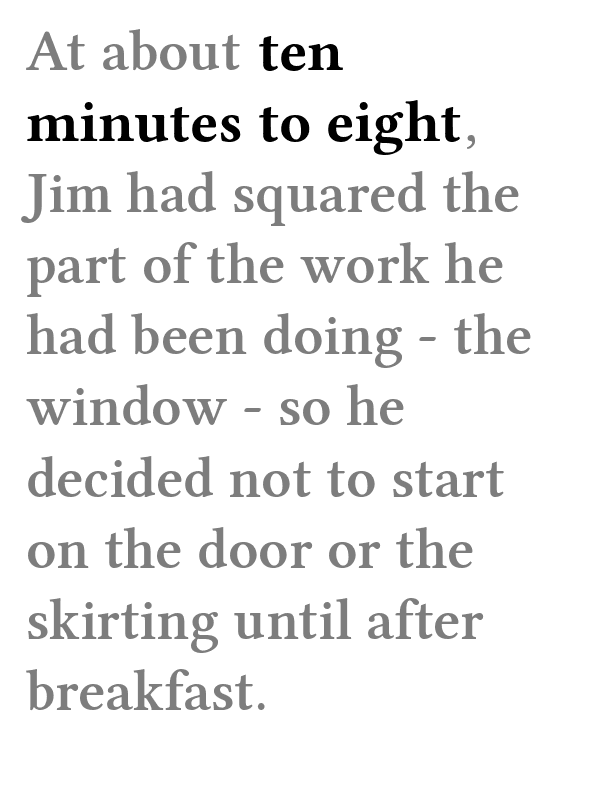 At about ten
minutes to eight,
Jim had squared the
part of the work he
had been doing - the
window - so he
decided not to start
on the door or the
skirting until after
breakfast.